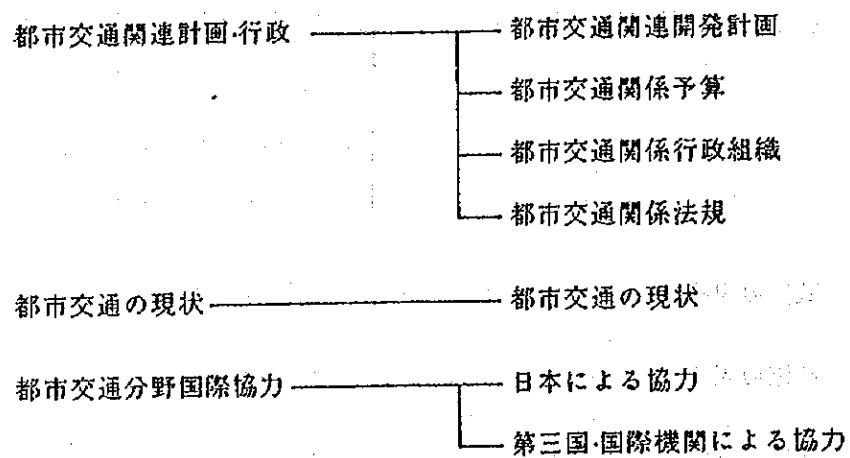 都市交通関連計画·行政
都市交通関連開発計画
都市交通関係予算
都市交通関係行政組織
都市交通関係法規
都市交通の現状
都市交通の現状
都市交通分野国際協力
日本による協力
第三国·国際機関による協力